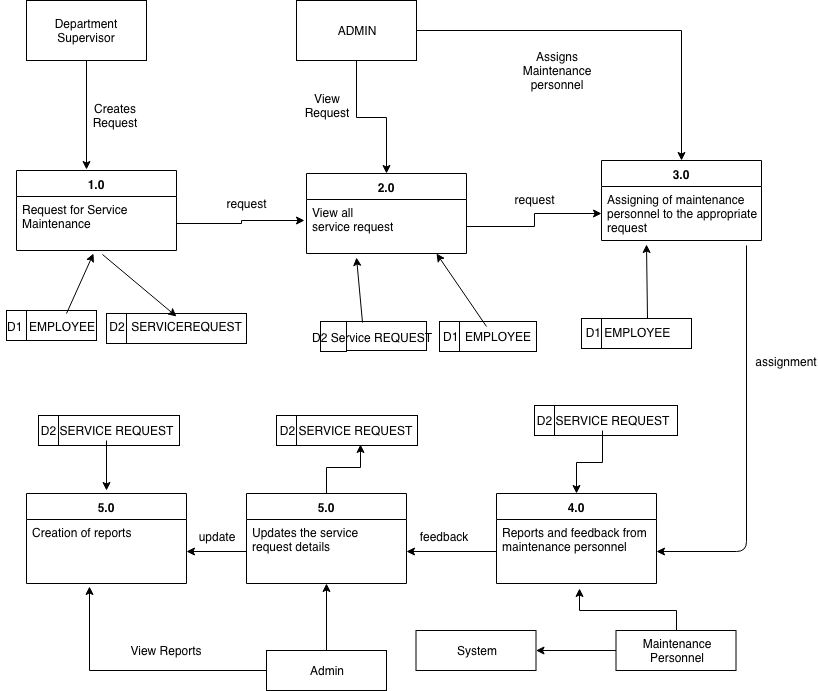 Department
Supervisor
ADMIN
Assigns
Maintenance
personnel
Creates
Request
View
Request
1.0
Request for Service
Maintenance
request
2.0
View all
service request
request
3.0
Assigning of maintenance
personnel to the appropriate
request
D1 EMPLOYEE
D2 SERVICEREQUEST
D2 Service REQUEST
D1 EMPLOYEE
D1 EMPLOYEE
assignment
D2 SERVICE REQUEST
D2 SERVICE REQUEST
D2 SERVICE REQUEST
5.0
Creation of reports
update
5.0
Updates the service
request details
feedback
4.0
Reports and feedback from
maintenance personnel
View Reports
Admin
System
Maintenance
Personnel